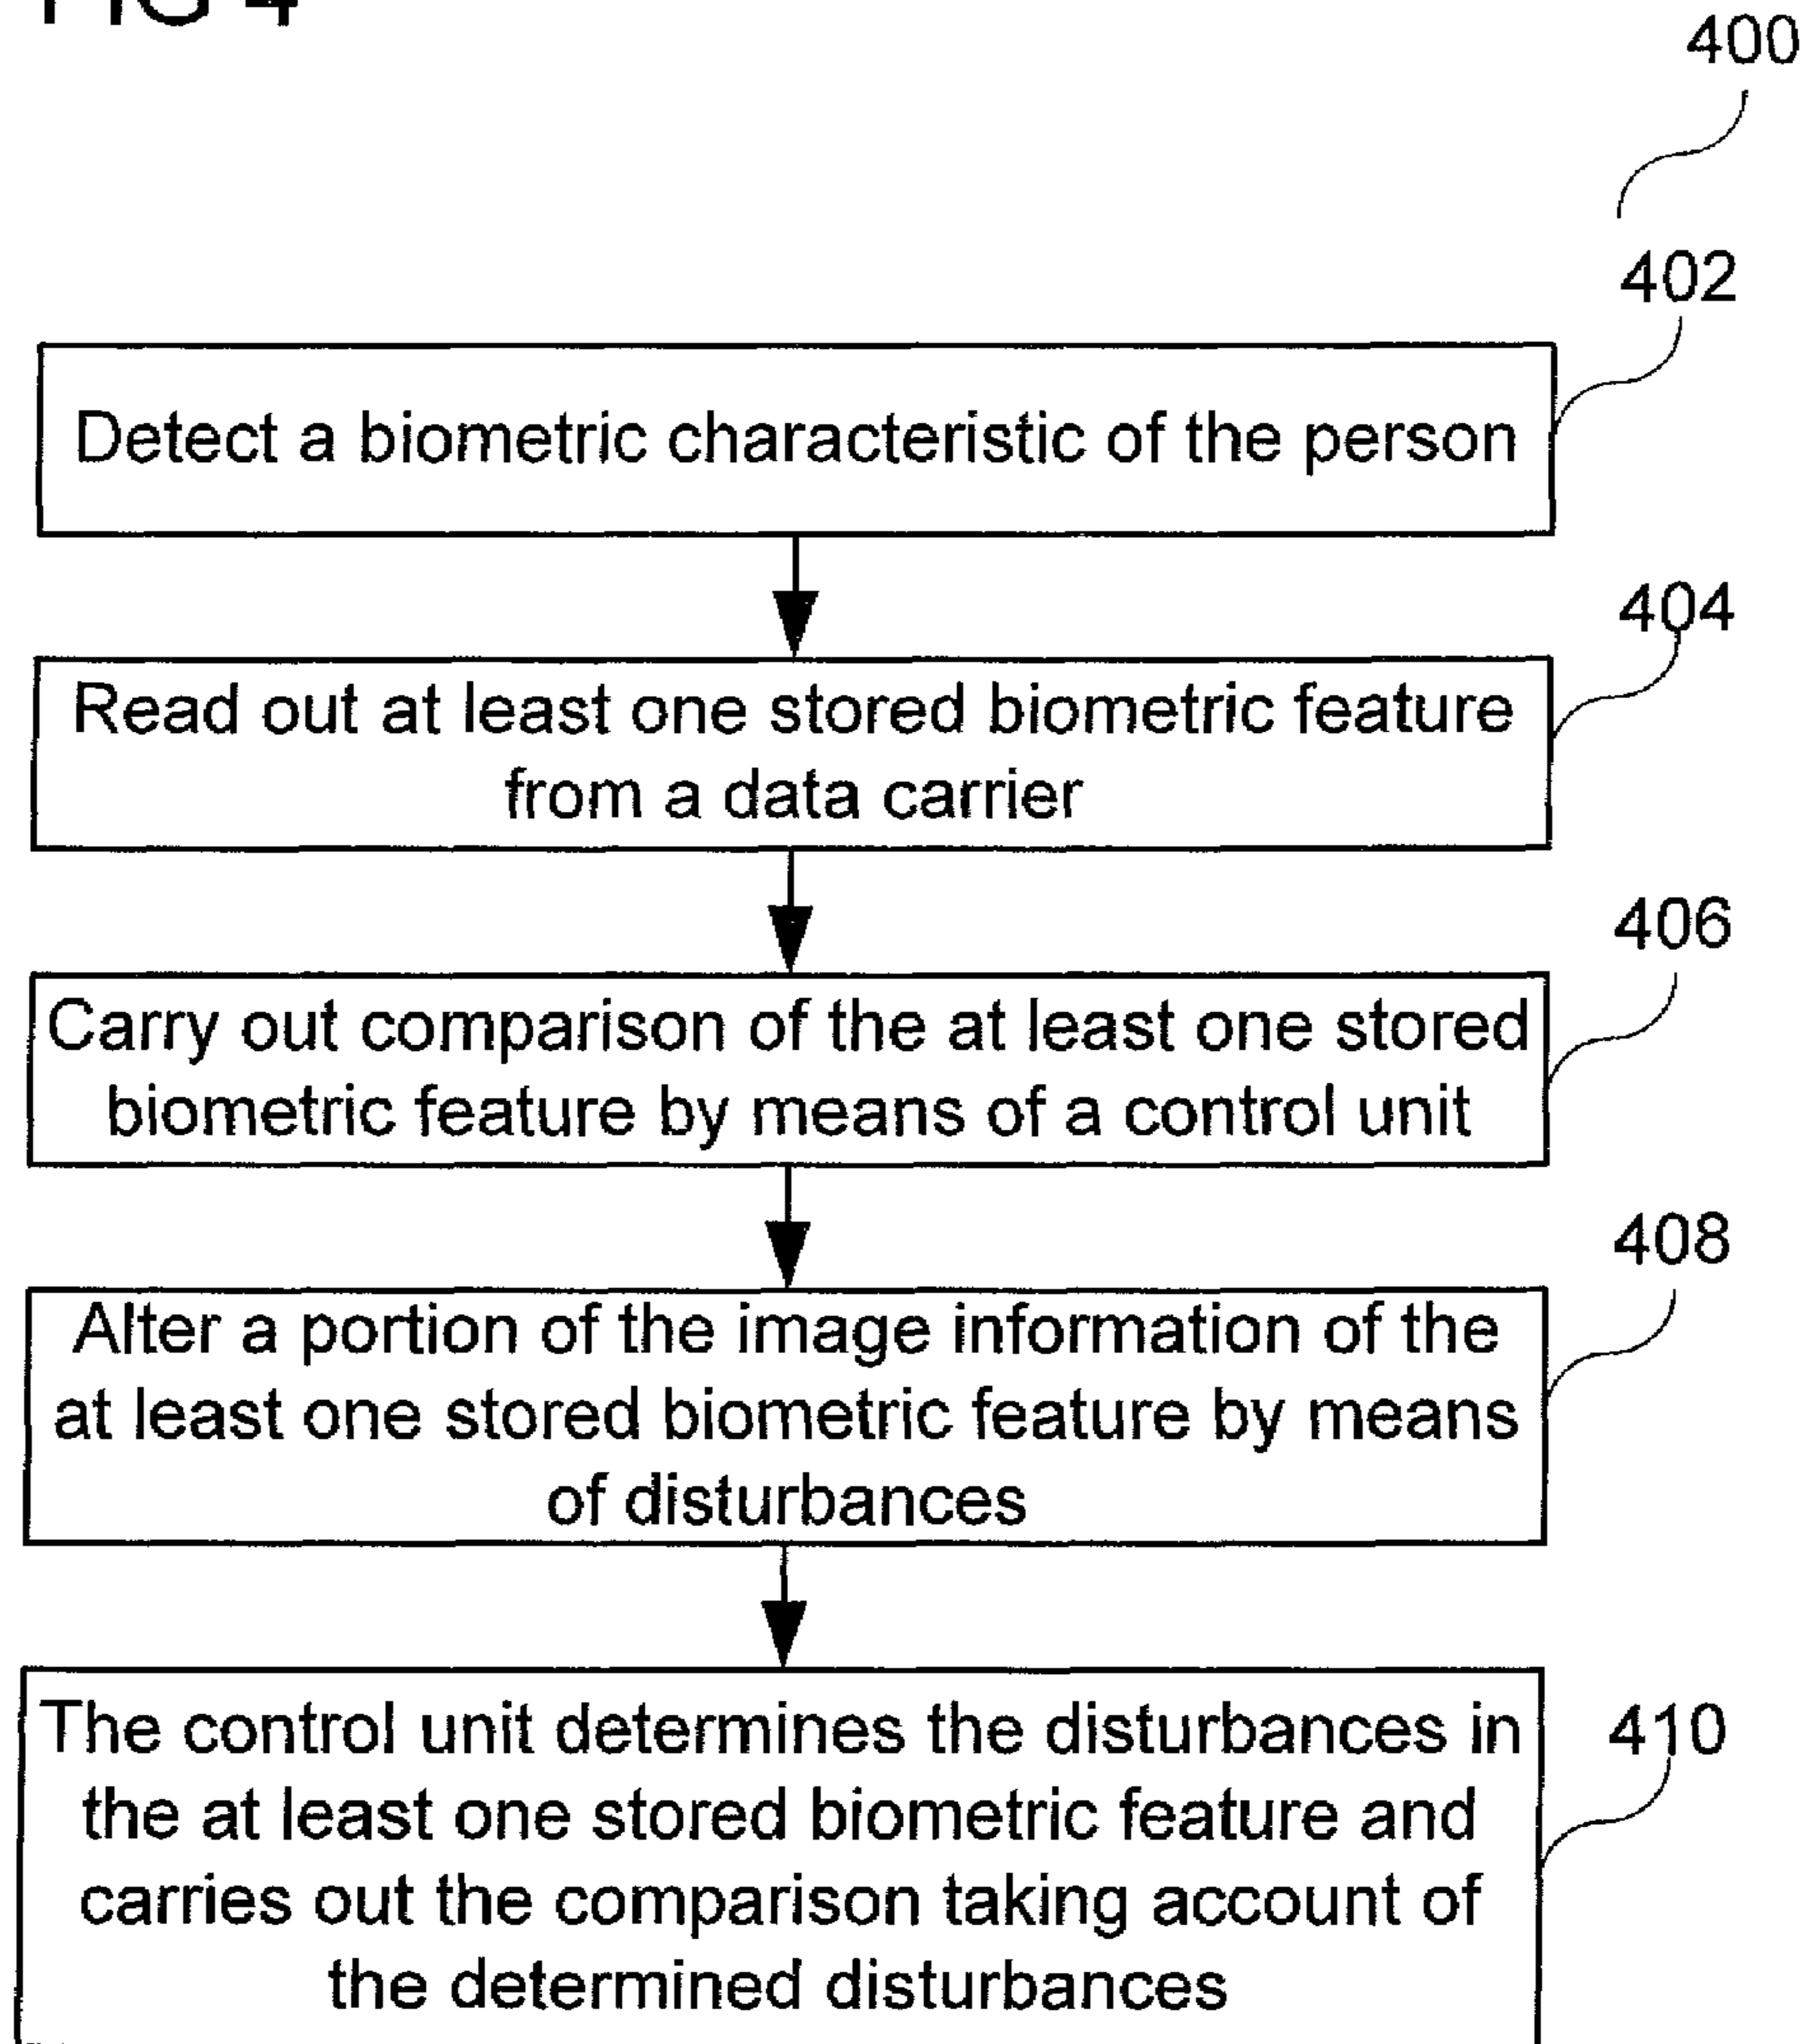 FIG 4
400
402
Detect a biometric characteristic of the person
404
Read out at least one stored biometric feature
from a data carrier
406
Carry out comparison of the at least one stored
biometric feature by means of a control unit
408
Alter a portion of the image information of the
at least one stored biometric feature by means
of disturbances
410
The control unit determines the disturbances in
the at least one stored biometric feature and
carries out the comparison taking account of
the determined disturbances